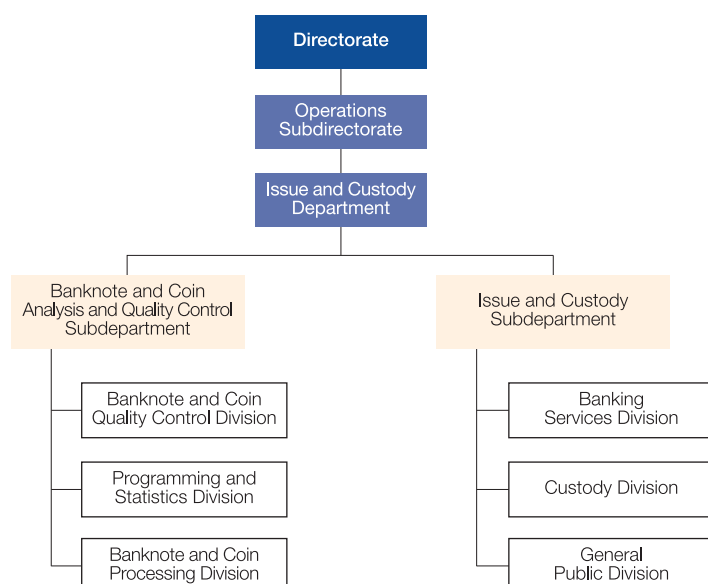 Directorate
Operations
Subdirectorate
Issue and Custody
Department
Banknote and Coin
Analysis and Quality Control
Subdepartment
Issue and Custody
Subdepartment
Banknote and Coin
Quality Control Division
Programming and
Statistics Division
Banknote and Coin
Processing Division
Banking
Services Division
Custody Division
General
Public Division